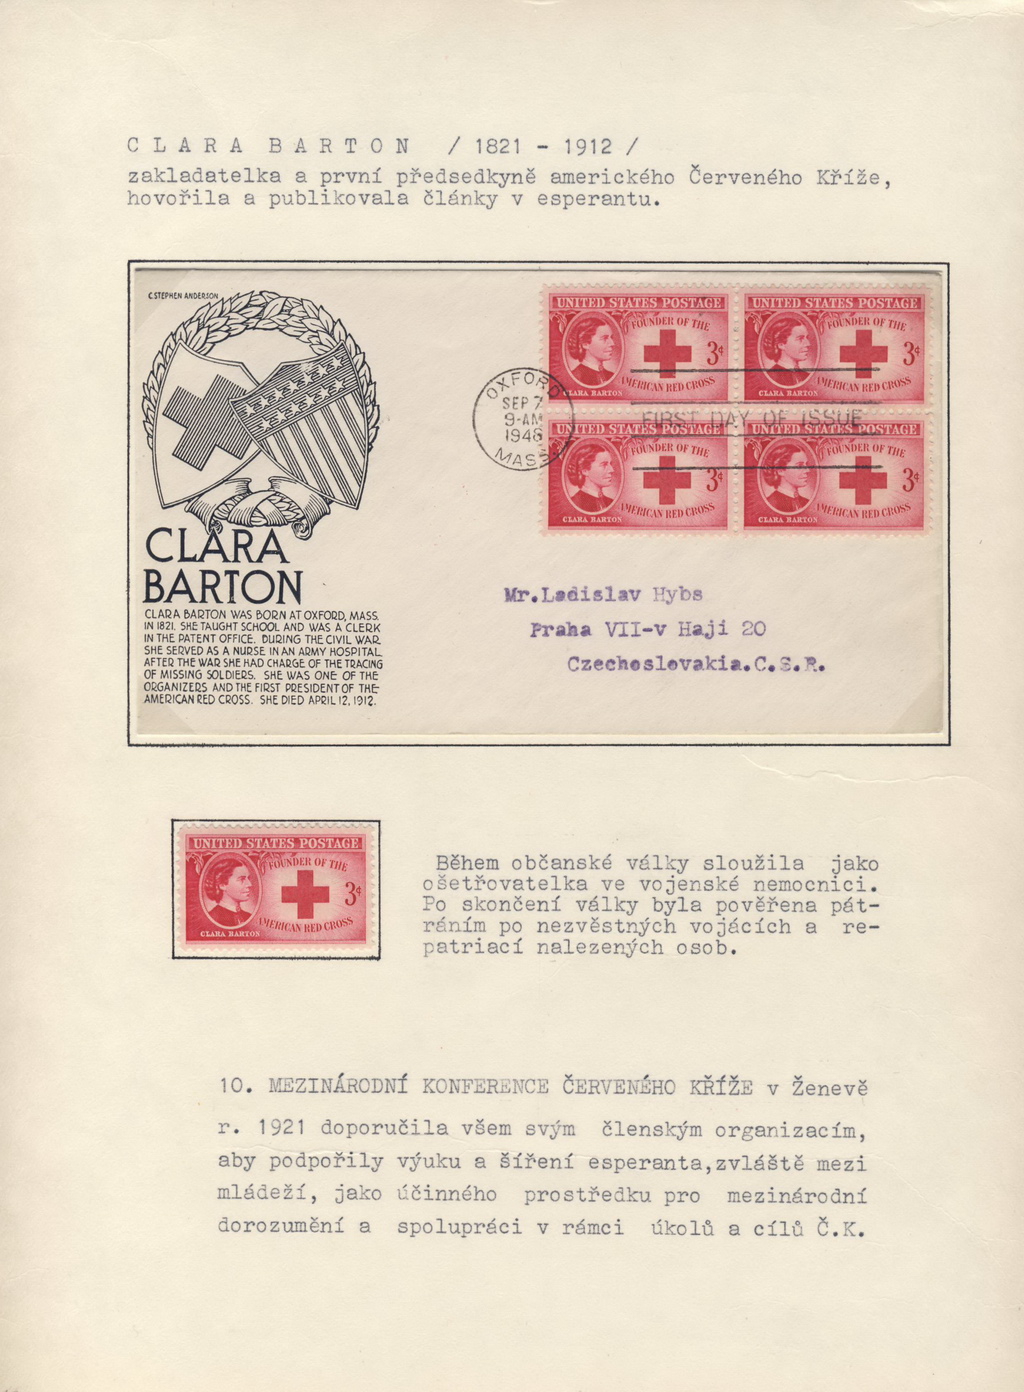 CLARA BARTON / 1821 - 1912 /
zakladatelka a první předsedkyně amerického Červeného Kříže,
hovořila a publikovala články v esperantu.
C.STEPHEN ANDERSON
CLARA
BARTON
CLARA BARTON WAS BORN AT OXFORD, MASS.
IN 1821. SHE TAUGHT SCHOOL AND WAS A CLERK
IN THE PATENT OFFICE. DURING THE CIVIL WAR
SHE SERVED AS A NURSE IN AN ARMY HOSPITAL.
AFTER THE WAR SHE HAD CHARGE OF THE TRACING
OF MISSING SOLDIERS. SHE WAS ONE OF THE
ORGANIZERS AND THE FIRST PRESIDENT OF THE
AMERICAN RED CROSS. SHE DIED APRIL 12, 1912.
OXFORD
SEP 7
9-AM
1948
MASS.
FIRST DAY OF ISSUE
UNITED STATES POSTAGE
FOUNDER OF THE
3¢
AMERICAN RED CROSS
CLARA BARTON
UNITED STATES POSTAGE
FOUNDER OF THE
3¢
AMERICAN RED CROSS
CLARA BARTON
UNITED STATES POSTAGE
FOUNDER OF THE
3¢
AMERICAN RED CROSS
CLARA BARTON
UNITED STATES POSTAGE
FOUNDER OF THE
3¢
AMERICAN RED CROSS
CLARA BARTON
Mr.Ladislav Hybs
Praha VII-v Haji 20
Czechoslovakia.C.S.R.
UNITED STATES POSTAGE
FOUNDER OF THE
3¢
AMERICAN RED CROSS
CLARA BARTON
Během občanské války sloužila jako
ošetřovatelka ve vojenské nemocnici.
Po skončení války byla pověřena pát-
ráním po nezvěstných vojácích a re-
patriací nalezených osob.
10. MEZINÁRODNÍ KONFERENCE ČERVENÉHO KŘÍŽE v Ženevě
r. 1921 doporučila všem svým členským organizacím,
aby podpořily výuku a šíření esperanta,zvláště mezi
mládeží, jako účinného prostředku pro mezinárodní
dorozumění a spolupráci v rámci úkolů a cílů Č.K.